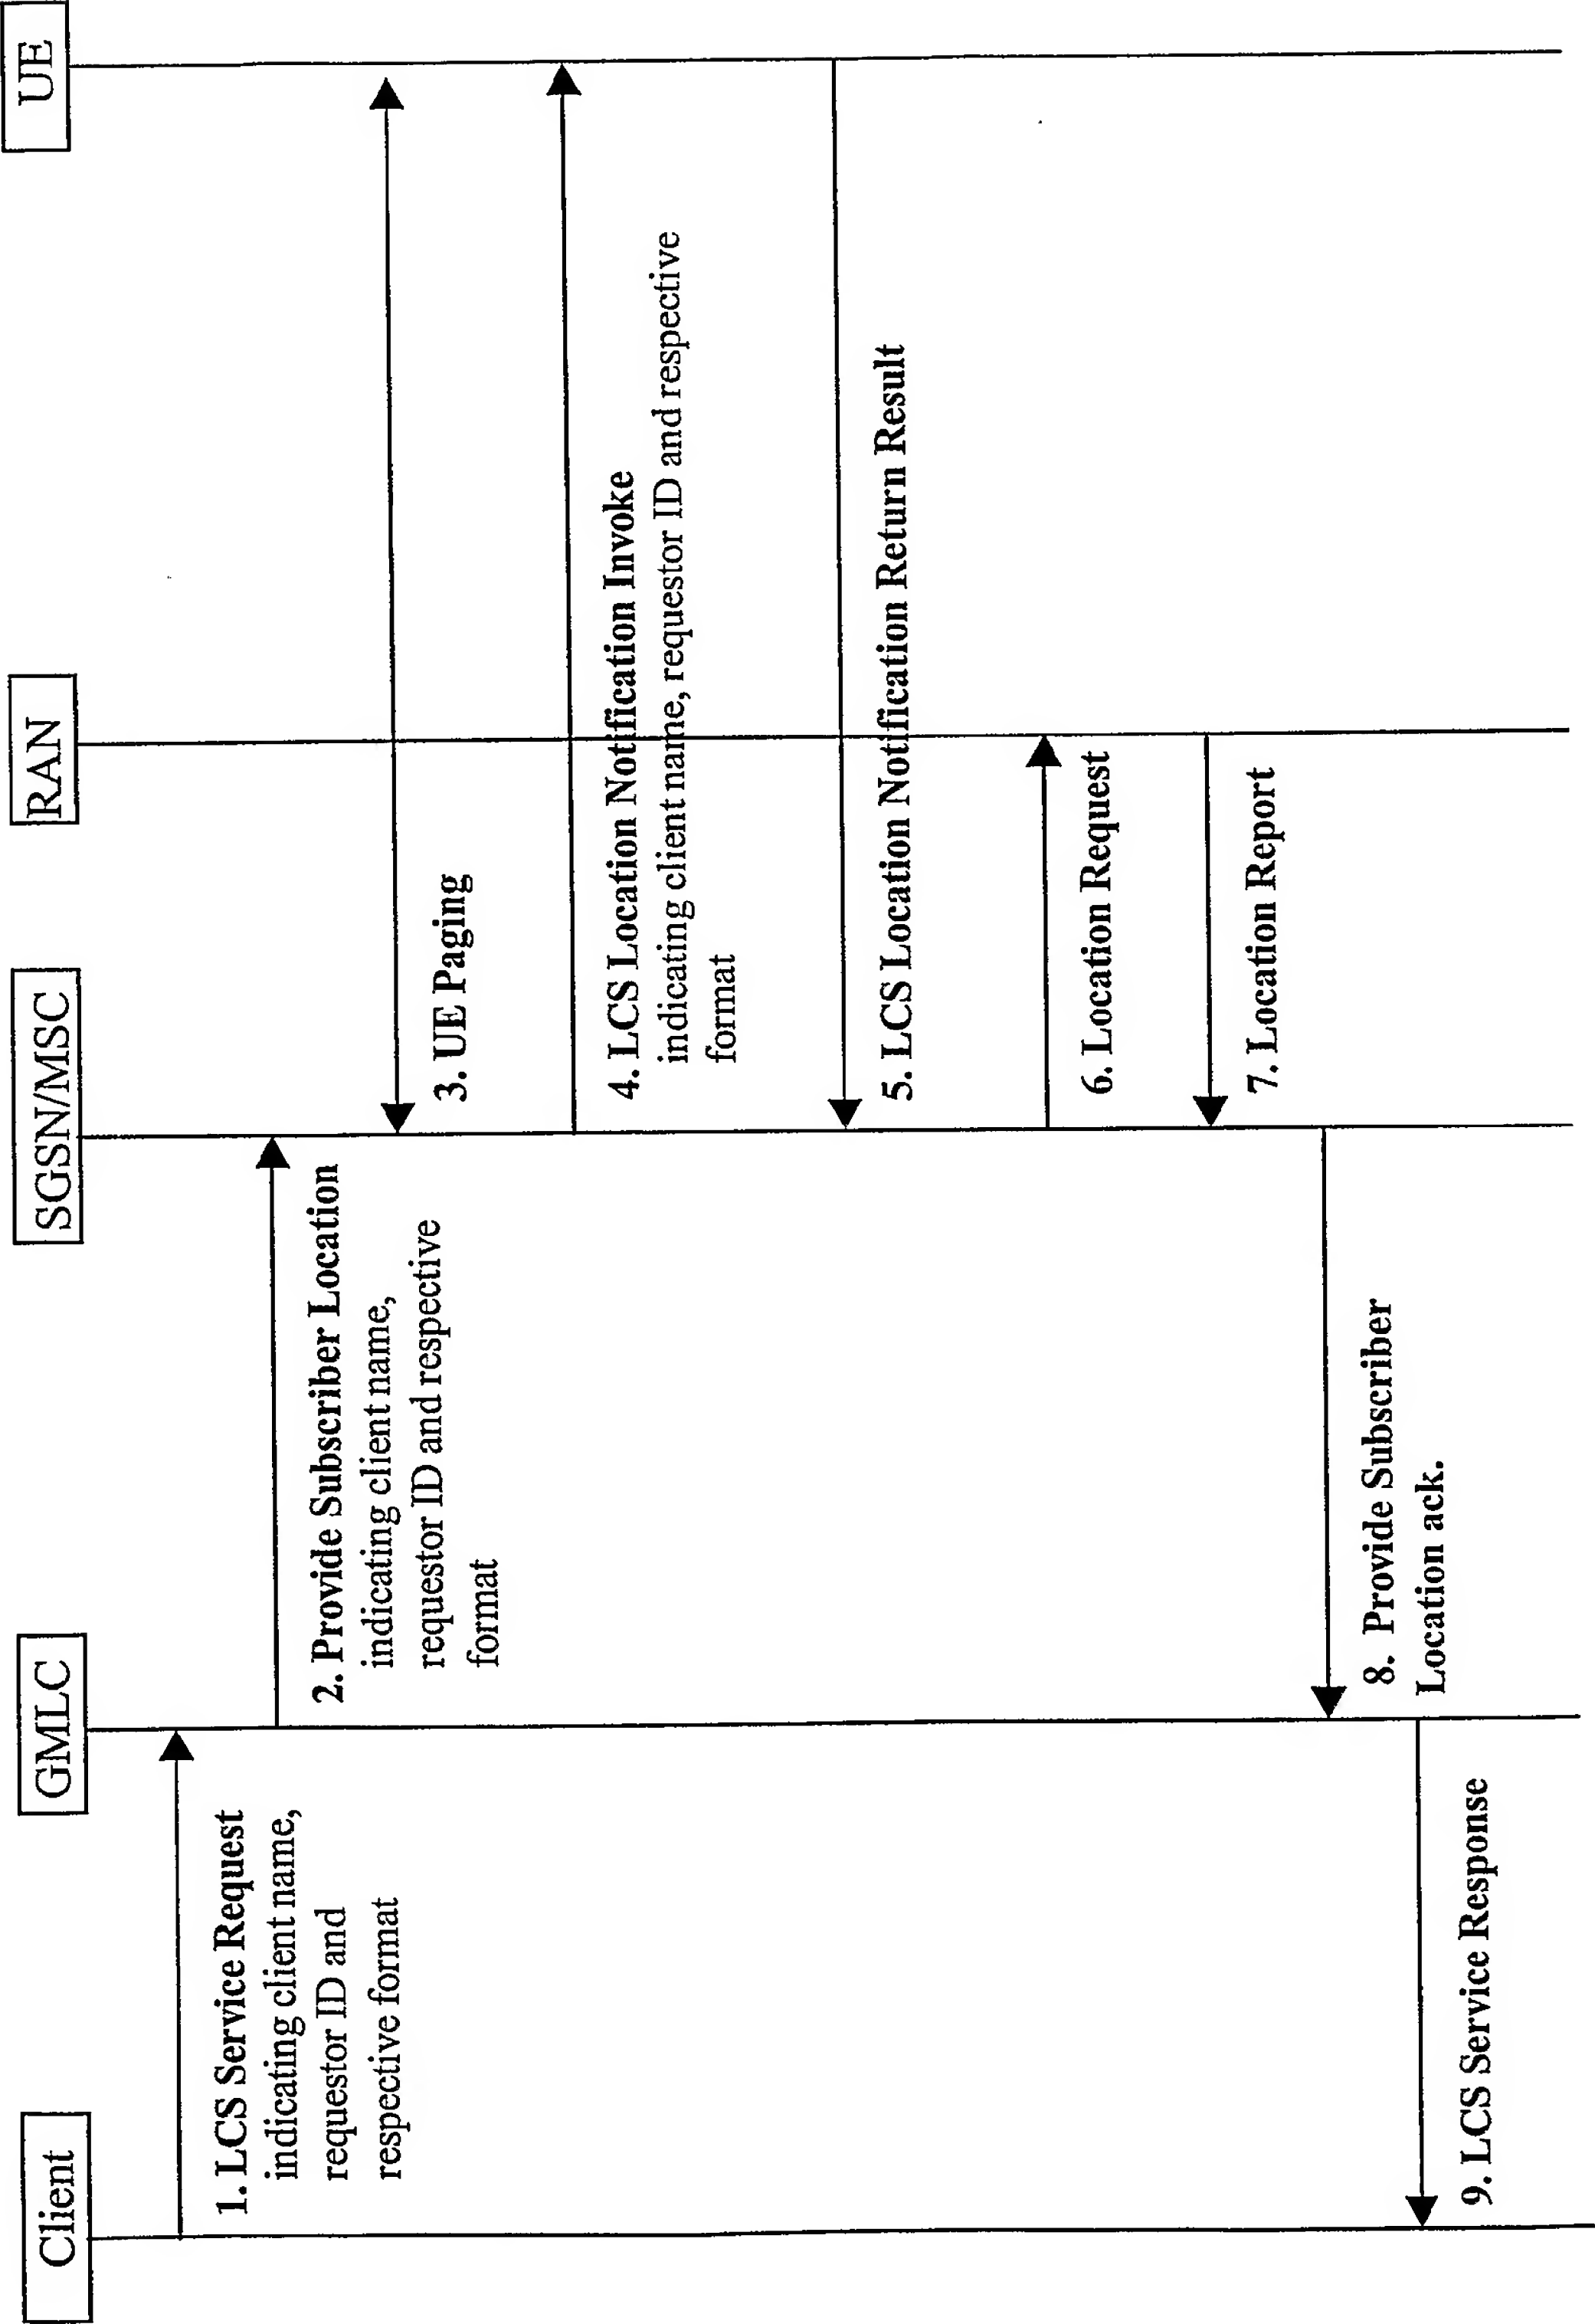 Client
GMLC
SGSN/MSC
RAN
UE
1. LCS Service Request
indicating client name,
requestor ID and
respective format
2. Provide Subscriber Location
indicating client name,
requestor ID and respective
format
3. UE Paging
4. LCS Location Notification Invoke
indicating client name, requestor ID and respective
format
5. LCS Location Notification Return Result
6. Location Request
7. Location Report
8. Provide Subscriber
Location ack.
9. LCS Service Response